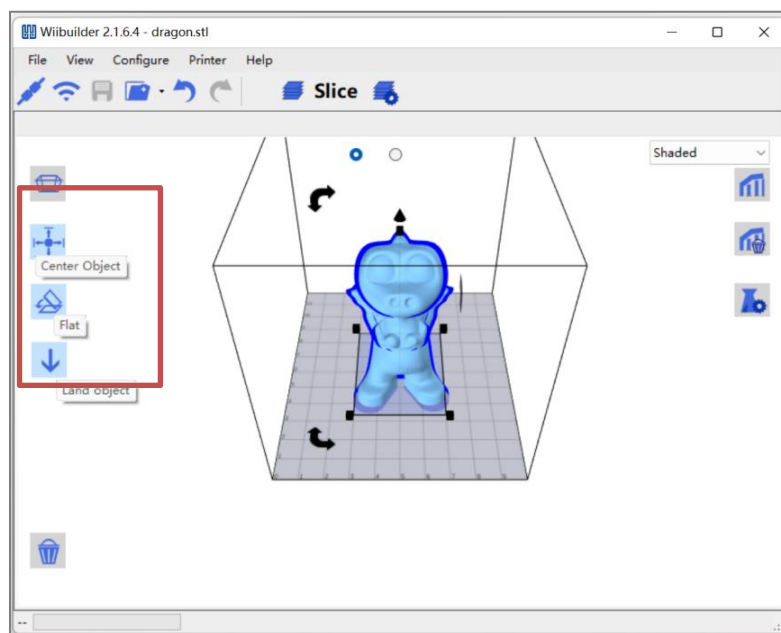 Wiibuilder 2.1.6.4 - dragon.stl
File View Configure Printer Help
Slice
Shaded
Center Object
Flat
Land object
--